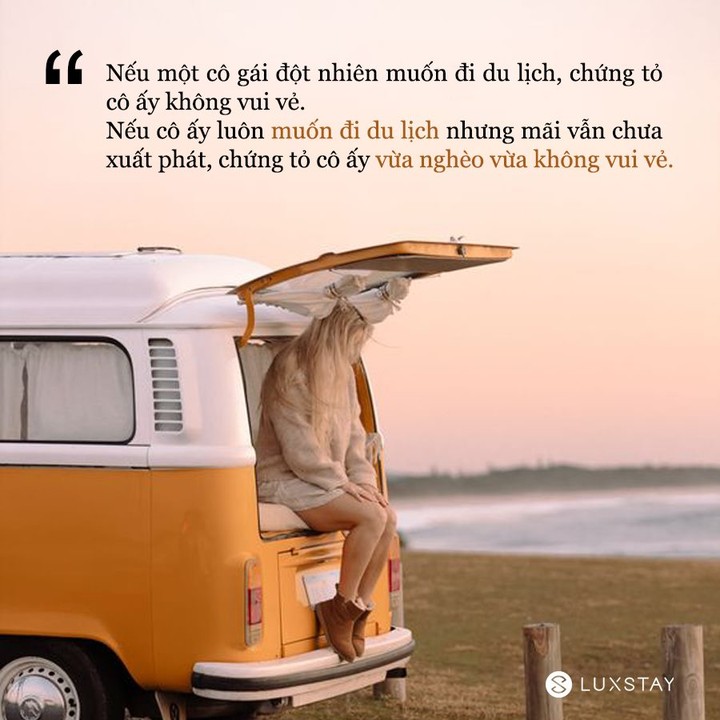 Nếu một cô gái đột nhiên muốn đi du lịch, chứng tỏ
cô ấy không vui vẻ.
Nếu cô ấy luôn muốn đi du lịch nhưng mãi vẫn chưa
xuất phát, chứng tỏ cô ấy vừa nghèo vừa không vui vẻ.
LUXSTAY